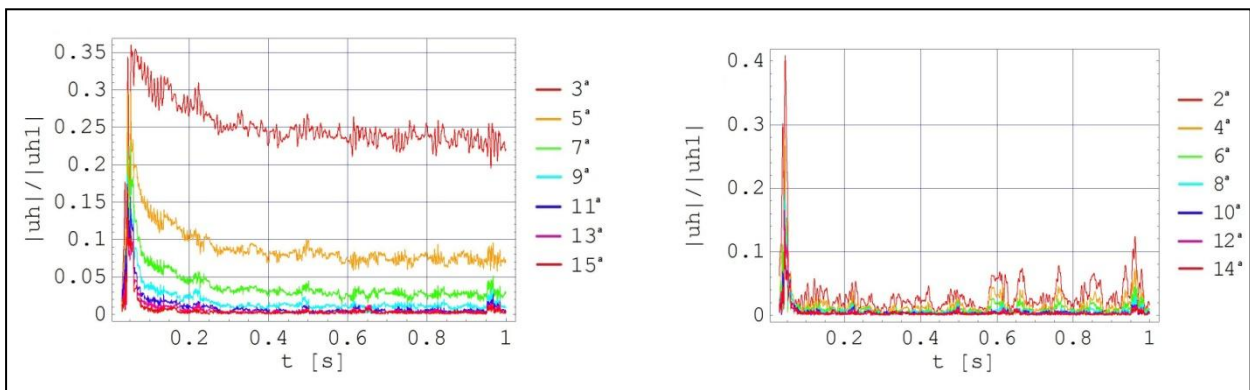 |uh|/|uh1|
0.35
0.3
0.25
0.2
0.15
0.1
0.05
0
0.2 0.4 0.6 0.8 1
t [s]
3ª
5ª
7ª
9ª
11ª
13ª
15ª
|uh|/|uh1|
0.4
0.3
0.2
0.1
0
0.2 0.4 0.6 0.8 1
t [s]
2ª
4ª
6ª
8ª
10ª
12ª
14ª